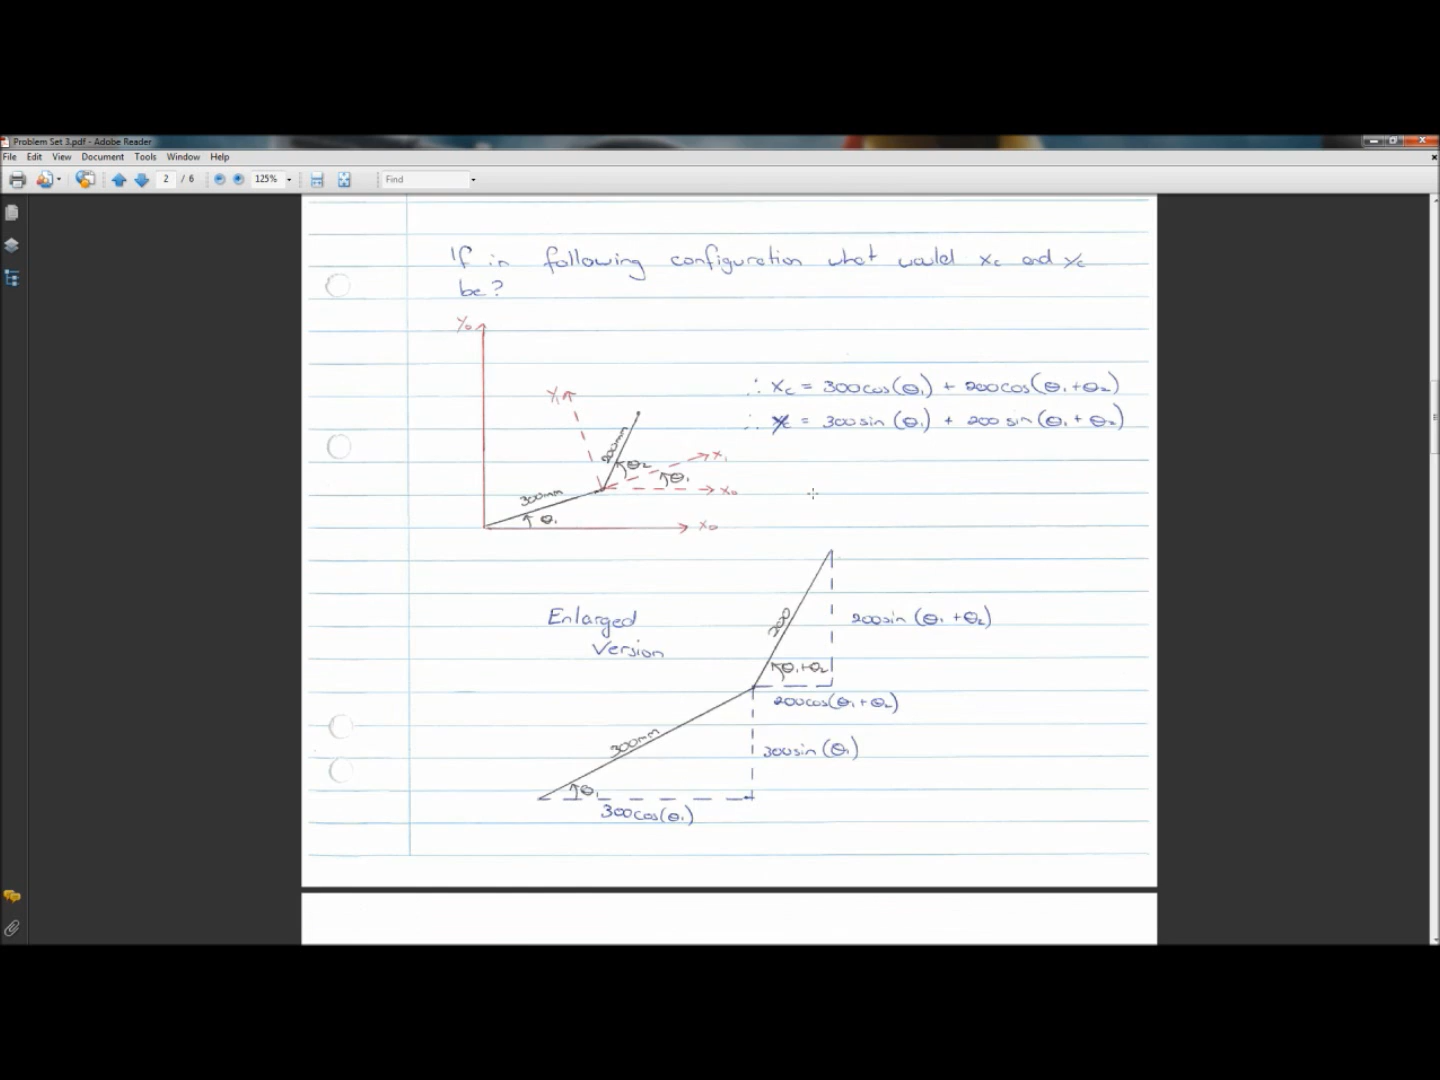 Problem Set 3.pdf - Adobe Reader
File Edit View Document Tools Window Help
2 / 6 125% Find
If in following configuration what would Xc and Yc
be?
Y₀
∴ Xc = 300cos(θ₁) + 200cos(θ₁+θ₂)
Y₁
∴ Yc = 300sin(θ₁) + 200sin(θ₁+θ₂)
200mm
θ₂
X₁
θ₁
X₀
300mm
θ₁
X₀
Enlarged
Version
200
200sin(θ₁+θ₂)
θ₁+θ₂
200cos(θ₁+θ₂)
300mm
300sin(θ₁)
θ₁
300cos(θ₁)